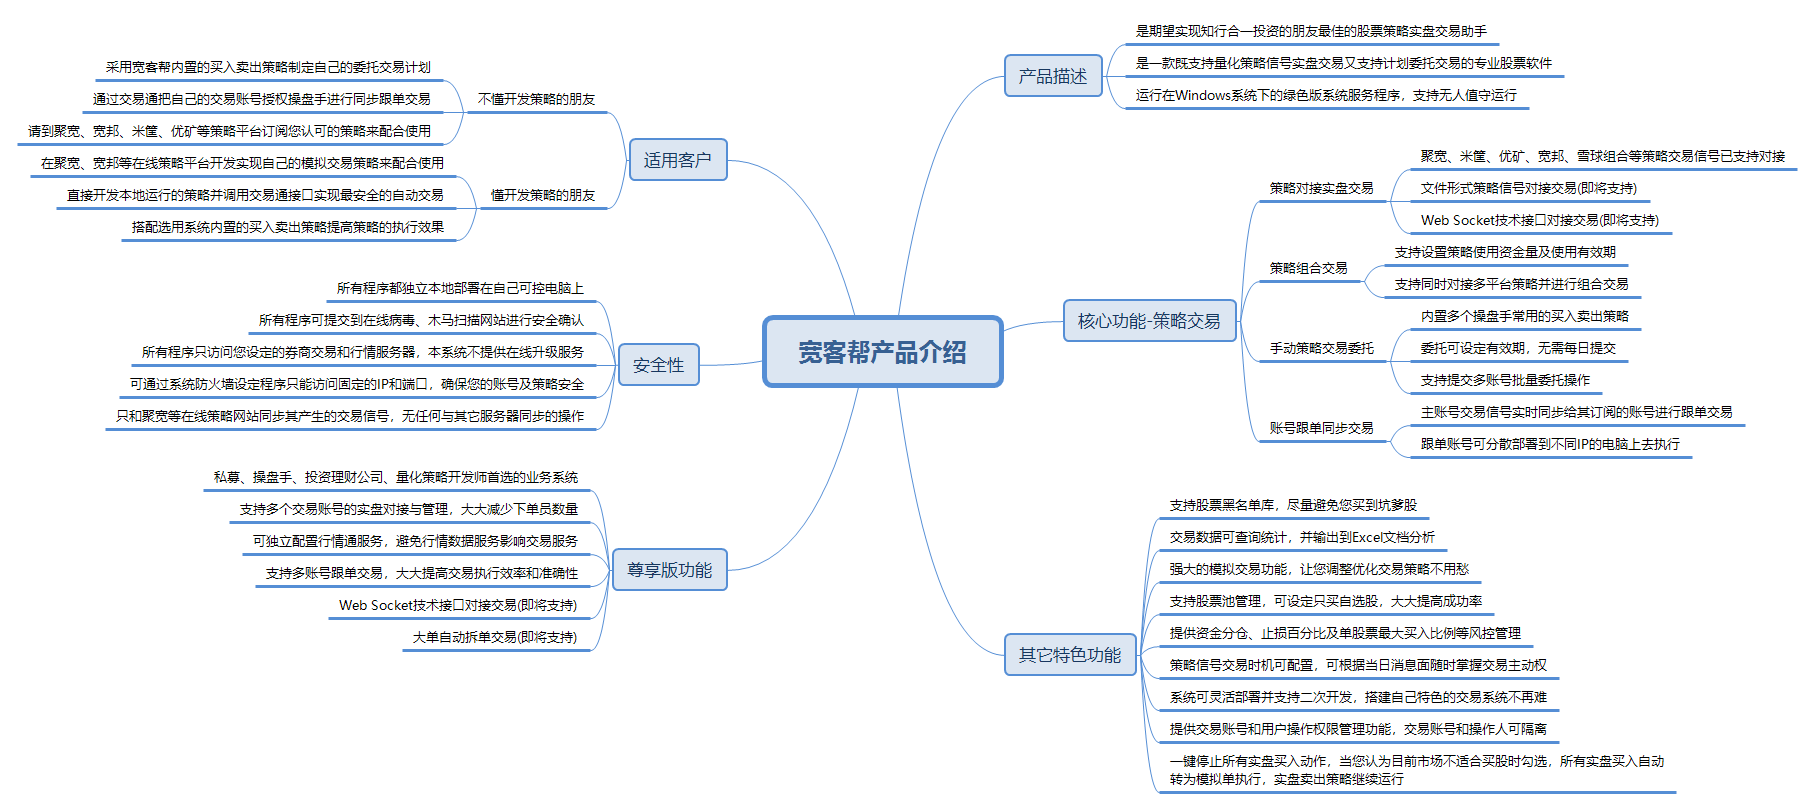 宽客帮产品介绍
产品描述
是期望实现知行合一投资的朋友最佳的股票策略实盘交易助手
是一款既支持量化策略信号实盘交易又支持计划委托交易的专业股票软件
运行在Windows系统下的绿色版系统服务程序，支持无人值守运行
核心功能-策略交易
策略对接实盘交易
聚宽、米筐、优矿、宽邦、雪球组合等策略交易信号已支持对接
文件形式策略信号对接交易(即将支持)
Web Socket技术接口对接交易(即将支持)
策略组合交易
支持设置策略使用资金量及使用有效期
支持同时对接多平台策略并进行组合交易
手动策略交易委托
内置多个操盘手常用的买入卖出策略
委托可设定有效期，无需每日提交
支持提交多账号批量委托操作
账号跟单同步交易
主账号交易信号实时同步给其订阅的账号进行跟单交易
跟单账号可分散部署到不同IP的电脑上去执行
其它特色功能
支持股票黑名单库，尽量避免您买到坑爹股
交易数据可查询统计，并输出到Excel文档分析
强大的模拟交易功能，让您调整优化交易策略不用愁
支持股票池管理，可设定只买自选股，大大提高成功率
提供资金分仓、止损百分比及单股票最大买入比例等风控管理
策略信号交易时机可配置，可根据当日消息面随时掌握交易主动权
系统可灵活部署并支持二次开发，搭建自己特色的交易系统不再难
提供交易账号和用户操作权限管理功能，交易账号和操作人可隔离
一键停止所有实盘买入动作，当您认为目前市场不适合买股时勾选，所有实盘买入自动
转为模拟单执行，实盘卖出策略继续运行
适用客户
不懂开发策略的朋友
采用宽客帮内置的买入卖出策略制定自己的委托交易计划
通过交易通把自己的交易账号授权操盘手进行同步跟单交易
请到聚宽、宽邦、米筐、优矿等策略平台订阅您认可的策略来配合使用
懂开发策略的朋友
在聚宽、宽邦等在线策略平台开发实现自己的模拟交易策略来配合使用
直接开发本地运行的策略并调用交易通接口实现最安全的自动交易
搭配选用系统内置的买入卖出策略提高策略的执行效果
安全性
所有程序都独立本地部署在自己可控电脑上
所有程序可提交到在线病毒、木马扫描网站进行安全确认
所有程序只访问您设定的券商交易和行情服务器，本系统不提供在线升级服务
可通过系统防火墙设定程序只能访问固定的IP和端口，确保您的账号及策略安全
只和聚宽等在线策略网站同步其产生的交易信号，无任何与其它服务器同步的操作
尊享版功能
私募、操盘手、投资理财公司、量化策略开发师首选的业务系统
支持多个交易账号的实盘对接与管理，大大减少下单员数量
可独立配置行情通服务，避免行情数据服务影响交易服务
支持多账号跟单交易，大大提高交易执行效率和准确性
Web Socket技术接口对接交易(即将支持)
大单自动拆单交易(即将支持)